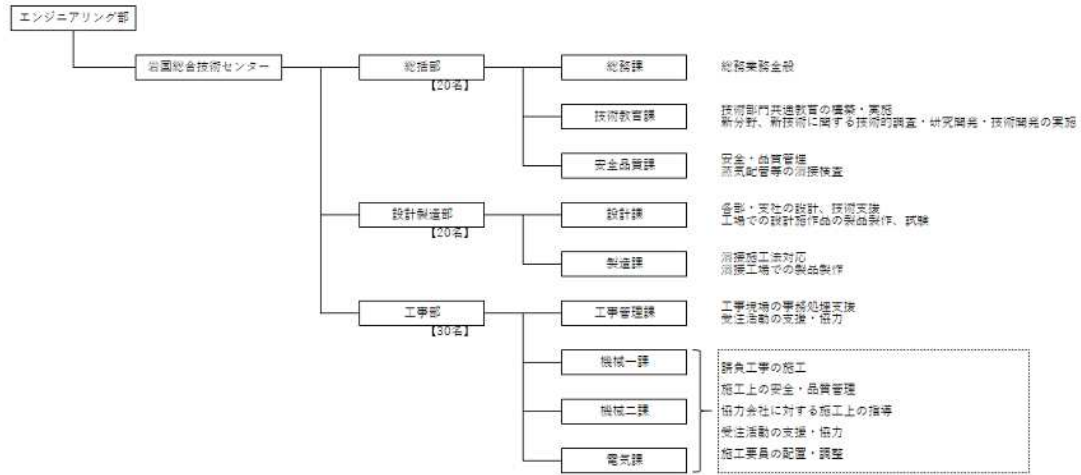 エンジニアリング部
岩国総合技術センター
総括部
【20名】
総務課
総務業務全般
技術教育課
技術部門共通教育の構築・実施
新分野、新技術に関する技術的調査・研究開発・技術開発の実施
安全品質課
安全・品質管理
蒸気配管等の溶接検査
設計製造部
【20名】
設計課
各部・支社の設計、技術支援
工場での設計施作品の製品製作、試験
製造課
溶接施工法対応
溶接工場での製品製作
工事部
【30名】
工事管理課
工事現場の事務処理支援
受注活動の支援・協力
機械一課
機械二課
電気課
請負工事の施工
施工上の安全・品質管理
協力会社に対する施工上の指導
受注活動の支援・協力
施工要員の配置・調整